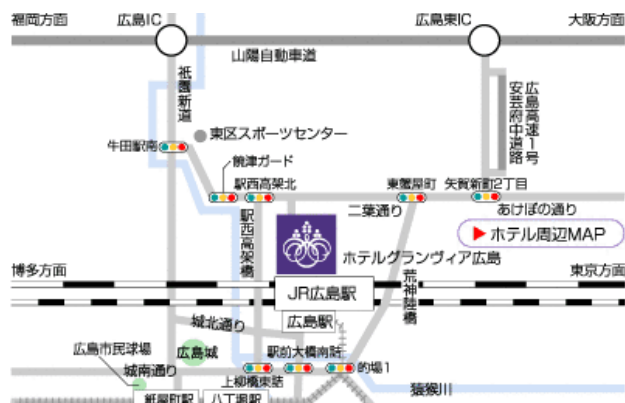 福岡方面
広島IC
広島東IC
大阪方面
山陽自動車道
祇園新道
広島高速1号
安芸府中道路
東区スポーツセンター
牛田駅南
饒津ガード
駅西高架北
東蟹屋町
矢賀新町2丁目
二葉通り
あけぼの通り
駅西高架橋
▶ホテル周辺MAP
ホテルグランヴィア広島
博多方面
荒神陸橋
東京方面
JR広島駅
城北通り
広島駅
広島市民球場
広島城
駅前大橋南詰
城南通り
的場1
上柳橋東詰
猿猴川
紙屋町駅
八丁堀駅